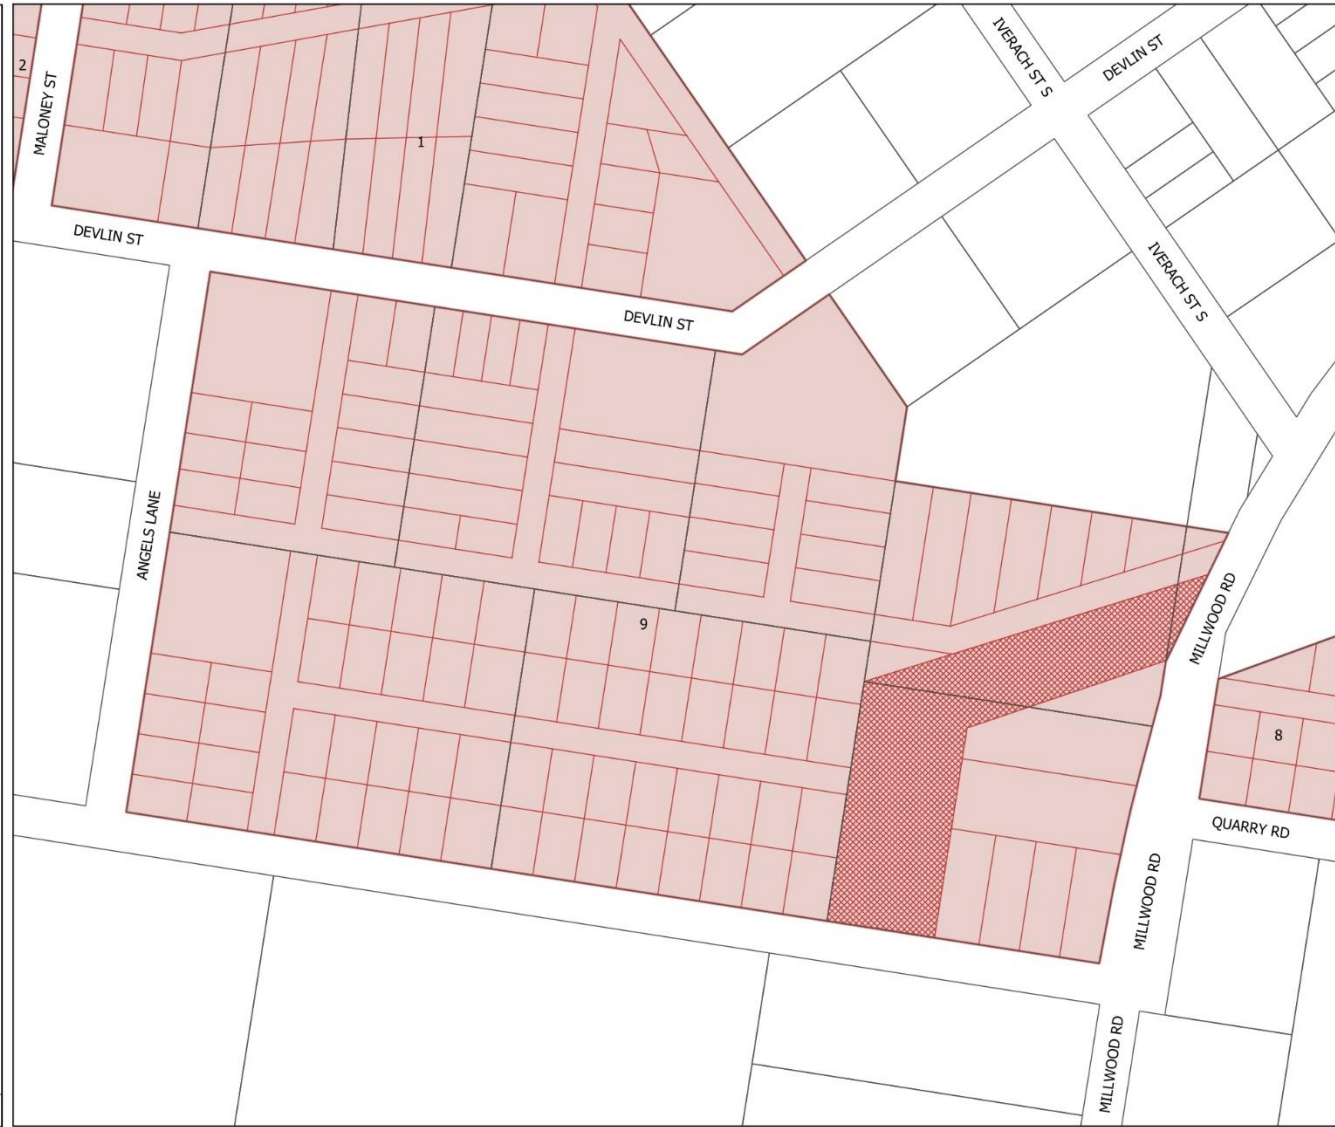 IVERACH ST S
DEVLIN ST
2
MALONEY ST
1
DEVLIN ST
IVERACH ST S
DEVLIN ST
ANGELS LANE
9
MILLWOOD RD
8
QUARRY RD
MILLWOOD RD
MILLWOOD RD